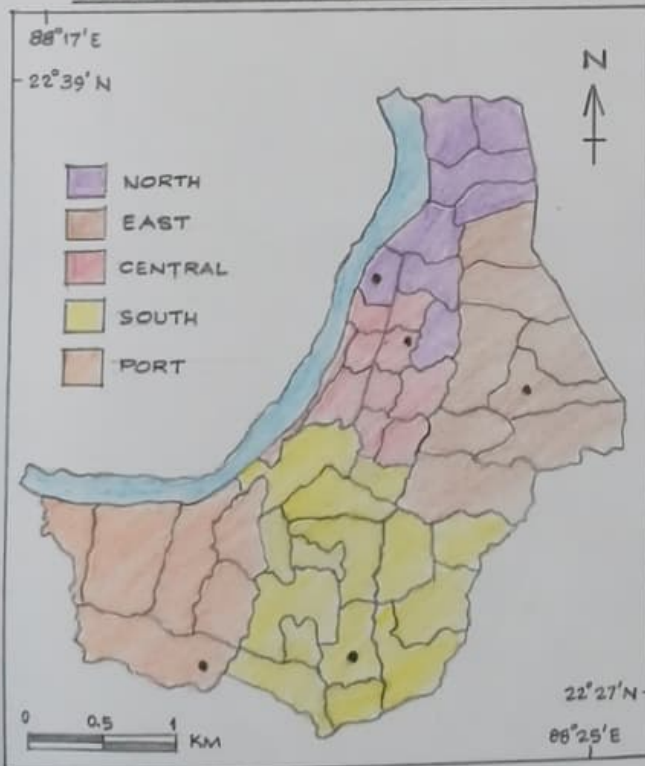 88°17'E
22°39'N
N
NORTH
EAST
CENTRAL
SOUTH
PORT
22°27'N
88°25'E
0 0.5 1
KM